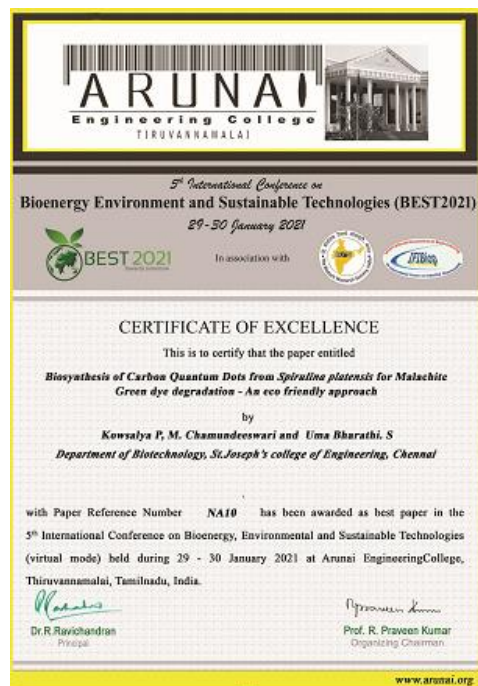 ARUNAI
Engineering College
TIRUVANNAMALAI
5th International Conference on
Bioenergy Environment and Sustainable Technologies (BEST2021)
29-30 January 2021
BEST 2021
In association with
IFIBiop
CERTIFICATE OF EXCELLENCE
This is to certify that the paper entitled
Biosynthesis of Carbon Quantum Dots from Spirulina platensis for Malachite
Green dye degradation - An eco friendly approach
by
Kowsalya P, M. Chamundeeswari and Uma Bharathi. S
Department of Biotechnology, St.Joseph's college of Engineering, Chennai
with Paper Reference Number NA10 has been awarded as best paper in the
5th International Conference on Bioenergy, Environmental and Sustainable Technologies
(virtual mode) held during 29 - 30 January 2021 at Arunai EngineeringCollege,
Thiruvannamalai, Tamilnadu, India.
Dr.R.Ravichandran
Principal
Prof. R. Praveen Kumar
Organizing Chairman
www.arunai.org